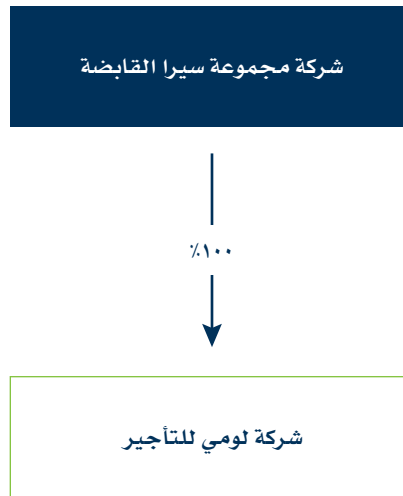 شركة مجموعة سيرا القابضة
٪١٠٠
شركة لومي للتأجير